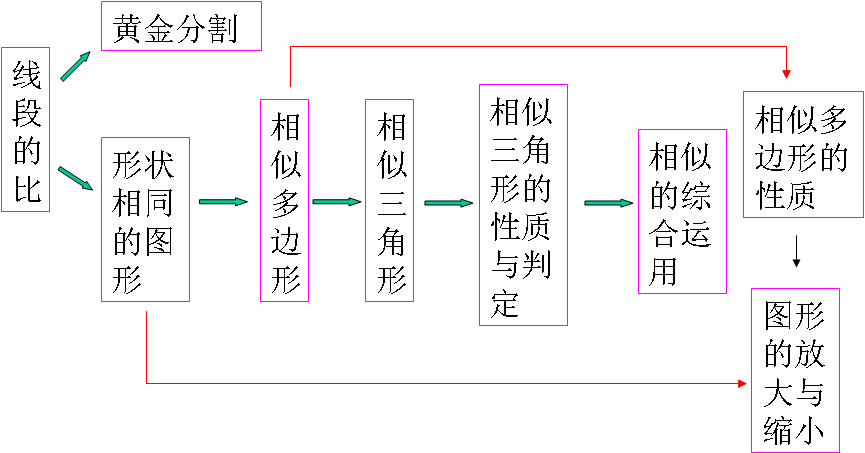 黄金分割
线
段
的
比
形状
相同
的图
形
相
似
多
边
形
相
似
三
角
形
相似
三角
形的
性质
与判
定
相似
的综
合运
用
相似多
边形的
性质
图形
的放
大与
缩小